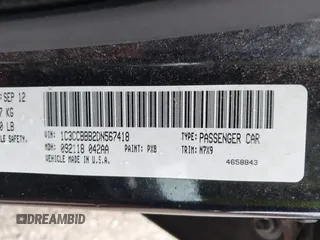 SEP 12
KG
LB
LE SAFETY.
VIN: 1C3CCBBB2DN567418 TYPE: PASSENGER CAR
MDH: 092118 042AA PAINT: PXB TRIM: M7X9
VEHICLE MADE IN U.S.A. 4658843
DREAMBID